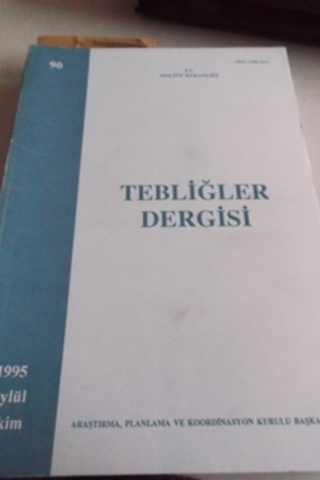 90
T.C.
MALİYE BAKANLIĞI
TEBLİĞLER
DERGİSİ
1995
ylül
kim
ARAŞTIRMA, PLANLAMA VE KOORDİNASYON KURULU BAŞKA